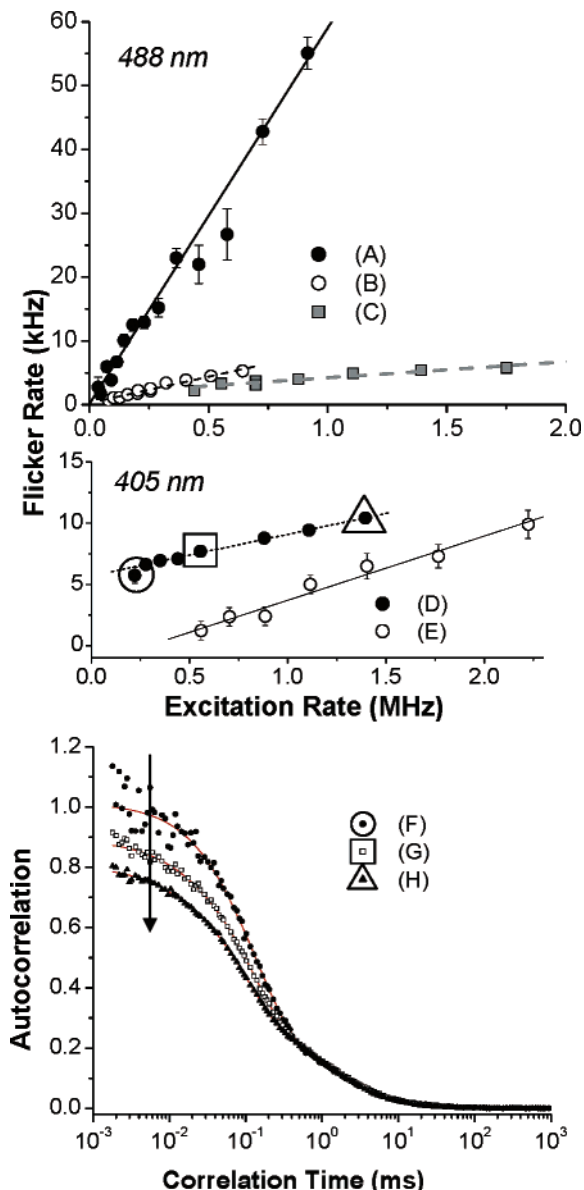 60
488 nm
50
40
30
(A)
(B)
20
(C)
10
0
0.0 0.5 1.0 1.5 2.0
Flicker Rate (kHz)
15
405 nm
10
5
(D)
(E)
0
0.0 0.5 1.0 1.5 2.0
Excitation Rate (MHz)
1.2
1.0
(F)
(G)
0.8
(H)
0.6
0.4
0.2
0.0
Autocorrelation
10-3 10-2 10-1 100 101 102 103
Correlation Time (ms)